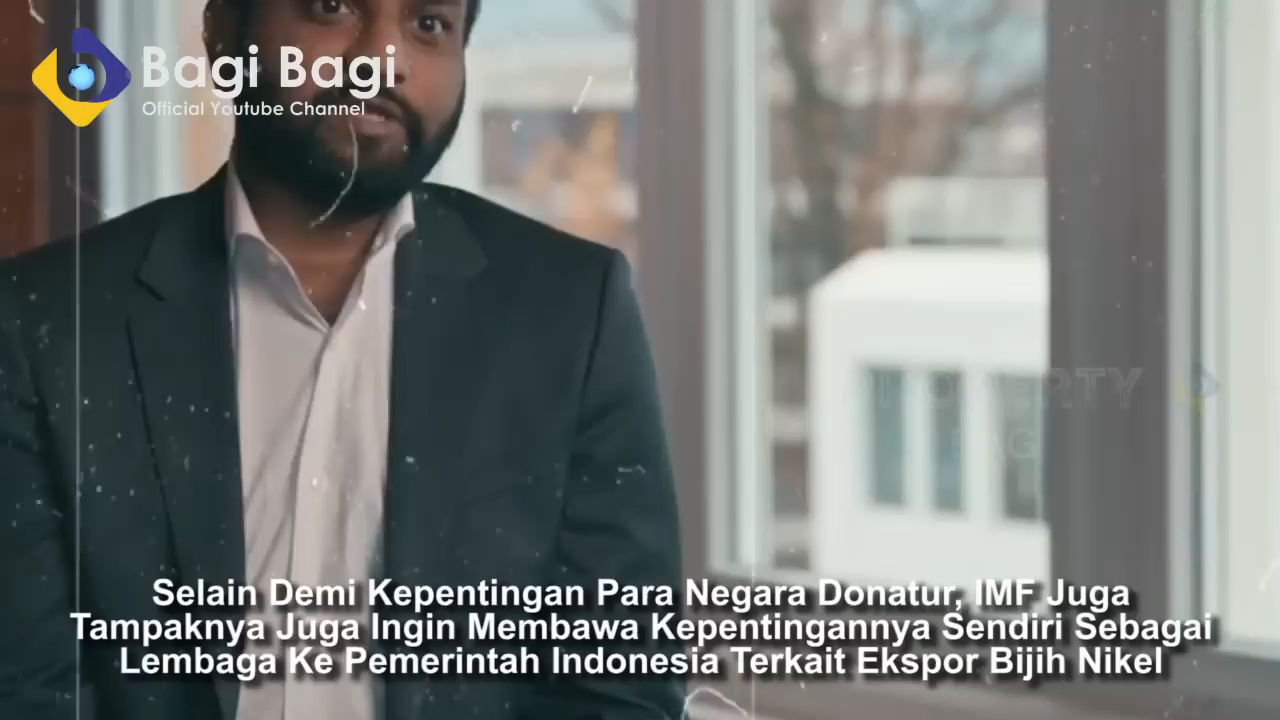 Bagi Bagi
Official Youtube Channel
Selain Demi Kepentingan Para Negara Donatur, IMF Juga
Tampaknya Juga Ingin Membawa Kepentingannya Sendiri Sebagai
Lembaga Ke Pemerintah Indonesia Terkait Ekspor Bijih Nikel